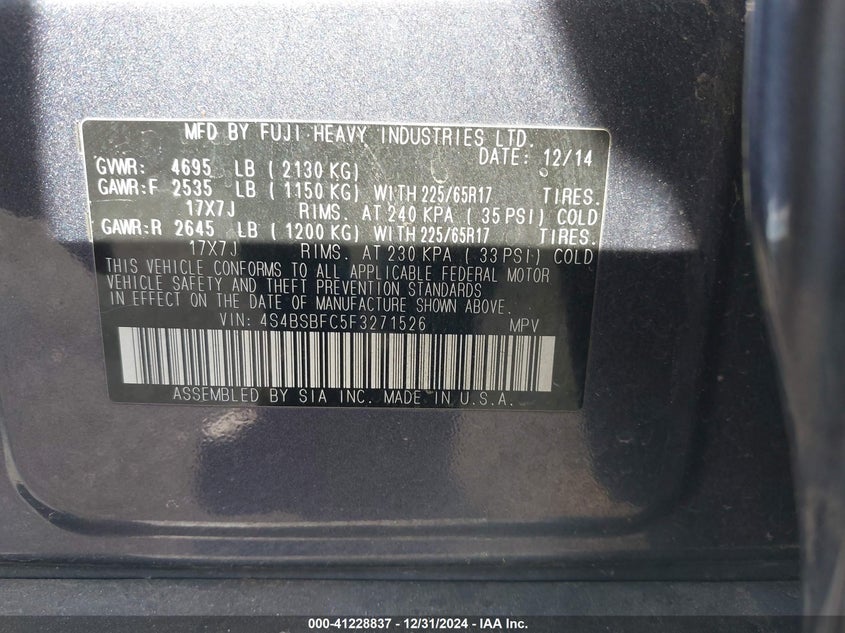 MFD BY FUJI HEAVY INDUSTRIES LTD.
DATE: 12/14
GVWR: 4695 LB ( 2130 KG)
GAWR:F 2535 LB ( 1150 KG) WITH 225/65R17 TIRES.
17X7J RIMS. AT 240 KPA ( 35 PSI) COLD
GAWR:R 2645 LB ( 1200 KG) WITH 225/65R17 TIRES.
17X7J RIMS. AT 230 KPA ( 33 PSI) COLD
THIS VEHICLE CONFORMS TO ALL APPLICABLE FEDERAL MOTOR
VEHICLE SAFETY AND THEFT PREVENTION STANDARDS
IN EFFECT ON THE DATE OF MANUFACTURE SHOWN ABOVE.
VIN: 4S4BSBFC5F3271526 MPV
ASSEMBLED BY SIA INC. MADE IN U.S.A.
000-41228837 - 12/31/2024 - IAA Inc.